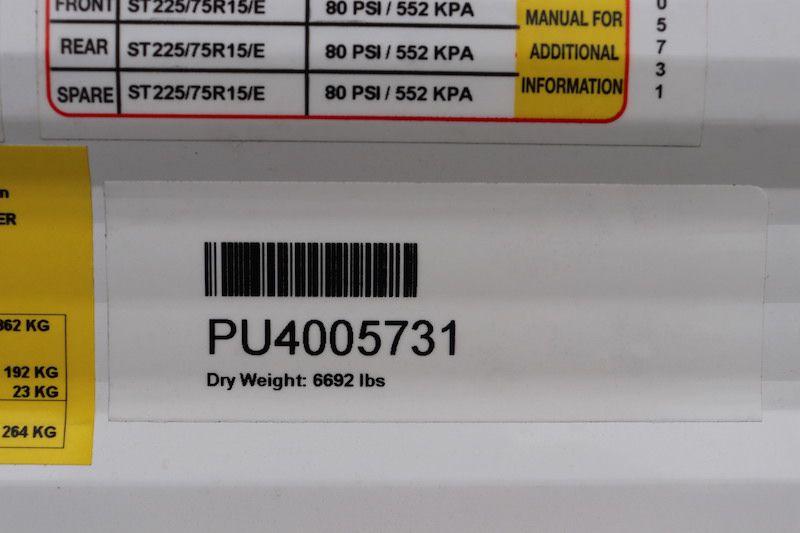 FRONT ST225/75R15/E 80 PSI / 552 KPA
REAR ST225/75R15/E 80 PSI / 552 KPA
SPARE ST225/75R15/E 80 PSI / 552 KPA
MANUAL FOR
ADDITIONAL
INFORMATION
0
5
7
3
1
PU4005731
Dry Weight: 6692 lbs
862 KG
192 KG
23 KG
264 KG